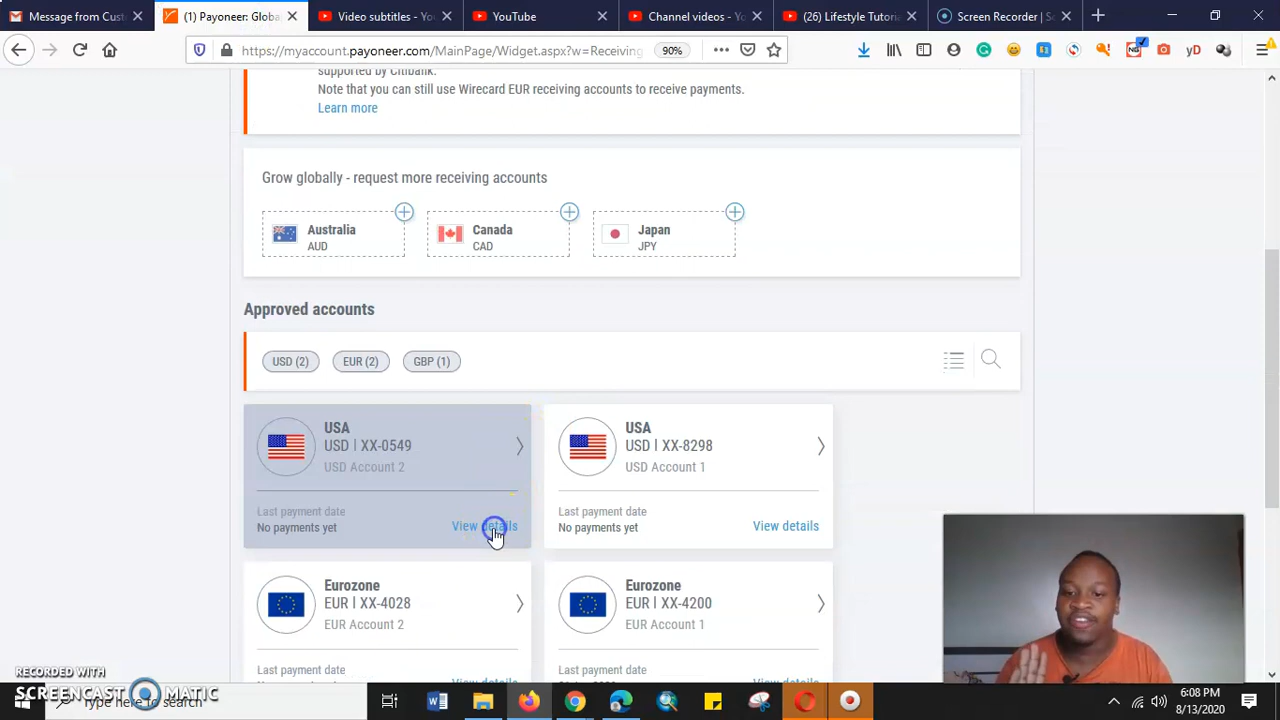 Message from Cust
(1) Payoneer: Globa
Video subtitles - Yo
YouTube
Channel videos - Yo
(26) Lifestyle Tutoria
Screen Recorder | Sc
https://myaccount.payoneer.com/MainPage/Widget.aspx?w=Receiving
90%
yD
supported by Citibank.
Note that you can still use Wirecard EUR receiving accounts to receive payments.
Learn more
Grow globally - request more receiving accounts
Australia
AUD
Canada
CAD
Japan
JPY
Approved accounts
USD (2)
EUR (2)
GBP (1)
USA
USD | XX-0549
USD Account 2
Last payment date
No payments yet
View details
USA
USD | XX-8298
USD Account 1
Last payment date
No payments yet
View details
Eurozone
EUR | XX-4028
EUR Account 2
Last payment date
Eurozone
EUR | XX-4200
EUR Account 1
Last payment date
RECORDED WITH
SCREENCAST MATIC
Type here to search
6:08 PM
8/13/2020